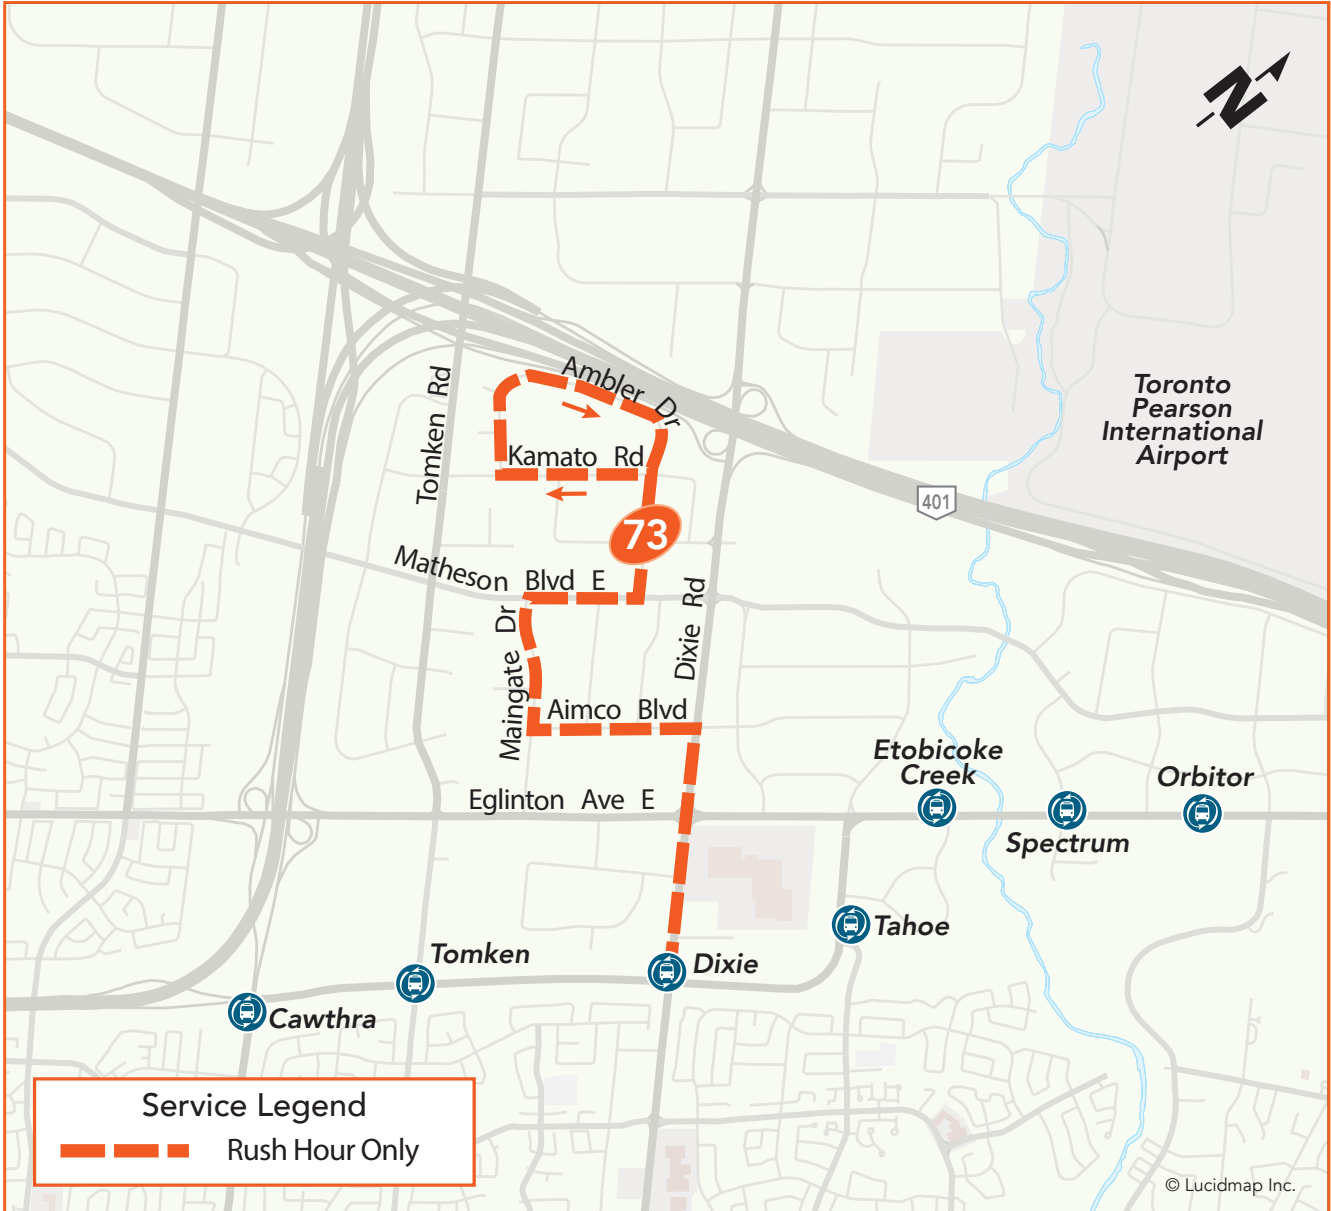 N
Toronto
Pearson
International
Airport
401
Ambler Dr
Tomken Rd
Kamato Rd
73
Matheson Blvd E
Dixie Rd
Maingate Dr
Aimco Blvd
Etobicoke
Creek
Orbitor
Eglinton Ave E
Spectrum
Tahoe
Tomken
Dixie
Cawthra
Service Legend
Rush Hour Only
© Lucidmap Inc.